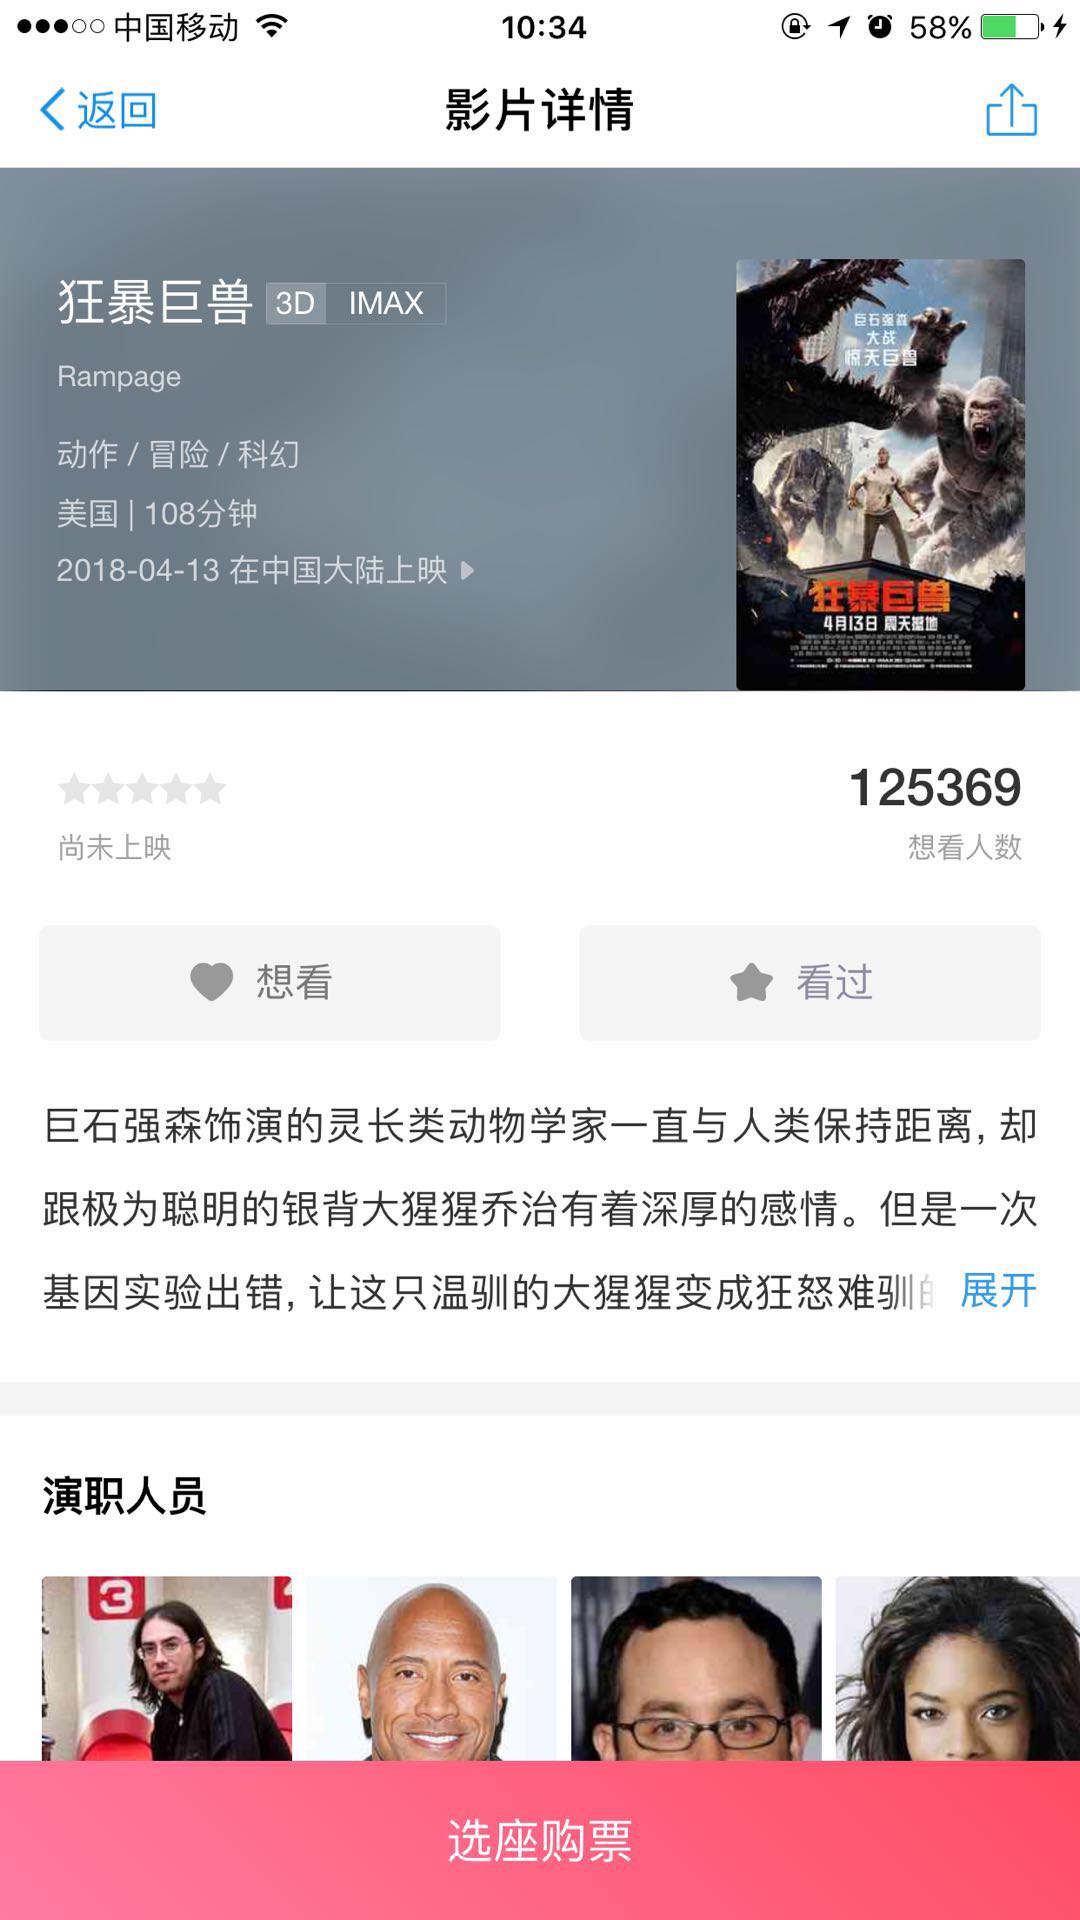 中国移动
10:34
58%
返回
影片详情
狂暴巨兽 3D IMAX
Rampage
动作 / 冒险 / 科幻
美国 | 108分钟
2018-04-13 在中国大陆上映
巨石强森
大战
惊天巨兽
狂暴巨兽
4月13日 震天撼地
125369
尚未上映
想看人数
想看
看过
巨石强森饰演的灵长类动物学家一直与人类保持距离, 却
跟极为聪明的银背大猩猩乔治有着深厚的感情。但是一次
基因实验出错, 让这只温驯的大猩猩变成狂怒难驯
展开
演职人员
3
选座购票